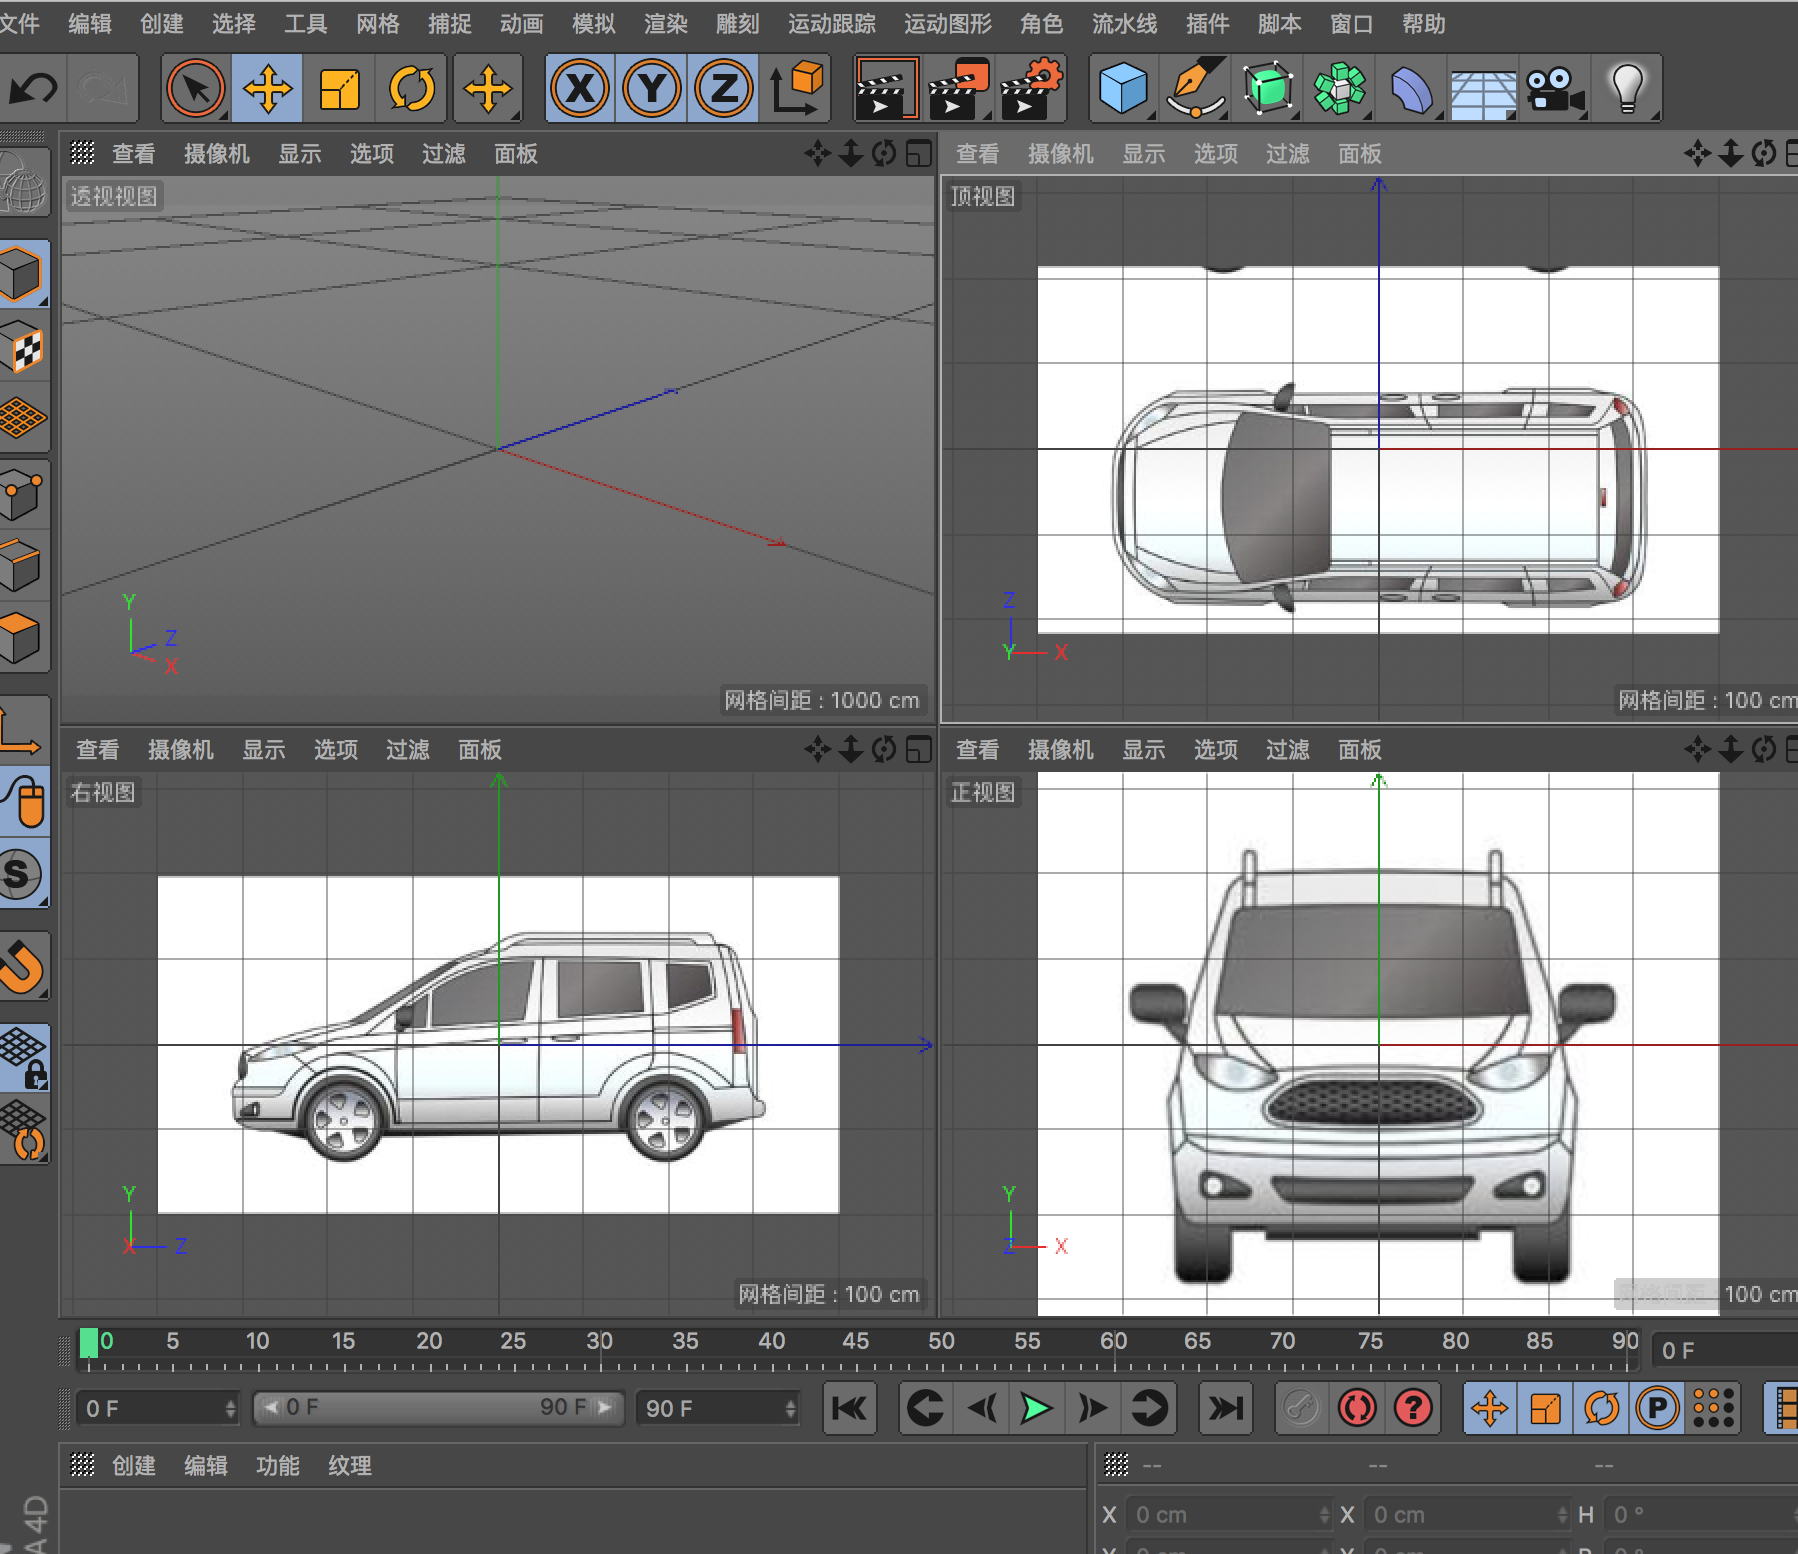 文件 编辑 创建 选择 工具 网格 捕捉 动画 模拟 渲染 雕刻 运动跟踪 运动图形 角色 流水线 插件 脚本 窗口 帮助
X Y Z
查看 摄像机 显示 选项 过滤 面板
透视视图
Y
Z
X
网格间距 : 1000 cm
查看 摄像机 显示 选项 过滤 面板
顶视图
Z
Y X
网格间距 : 100 cm
查看 摄像机 显示 选项 过滤 面板
右视图
Y
X Z
网格间距 : 100 cm
查看 摄像机 显示 选项 过滤 面板
正视图
Y
Z X
网格间距 : 100 cm
S
0 5 10 15 20 25 30 35 40 45 50 55 60 65 70 75 80 85 90 0 F
0 F 0 F 90 F 90 F ? P
创建 编辑 功能 纹理
-- -- --
X 0 cm X 0 cm H 0 °
A 4D